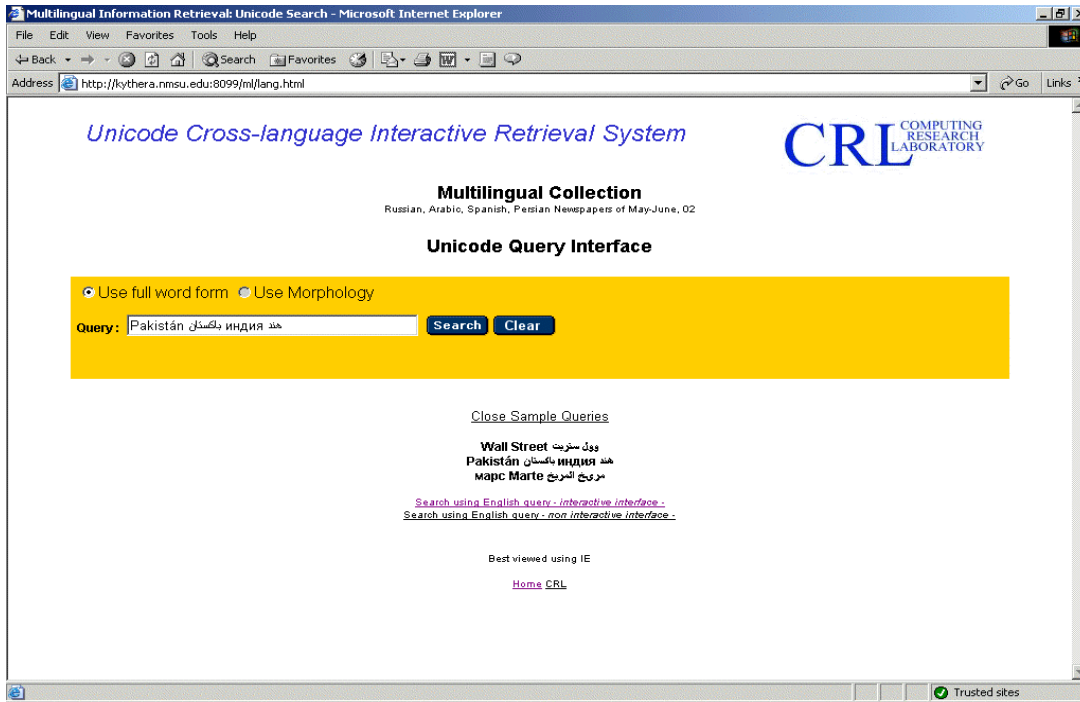 Multilingual Information Retrieval: Unicode Search - Microsoft Internet Explorer
File Edit View Favorites Tools Help
Back Search Favorites
Address http://kythera.nmsu.edu:8099/ml/lang.html Go Links
Unicode Cross-language Interactive Retrieval System
CRL COMPUTING RESEARCH LABORATORY
Multilingual Collection
Russian, Arabic, Spanish, Persian Newspapers of May-June, 02
Unicode Query Interface
Use full word form Use Morphology
Query: Pakistán باكستان индия هند Search Clear
Close Sample Queries
Wall Street وول ستريت
Pakistán باكستان индия هند
марс Marte مريخ المريخ
Search using English query - interactive interface -
Search using English query - non interactive interface -
Best viewed using IE
Home CRL
Trusted sites